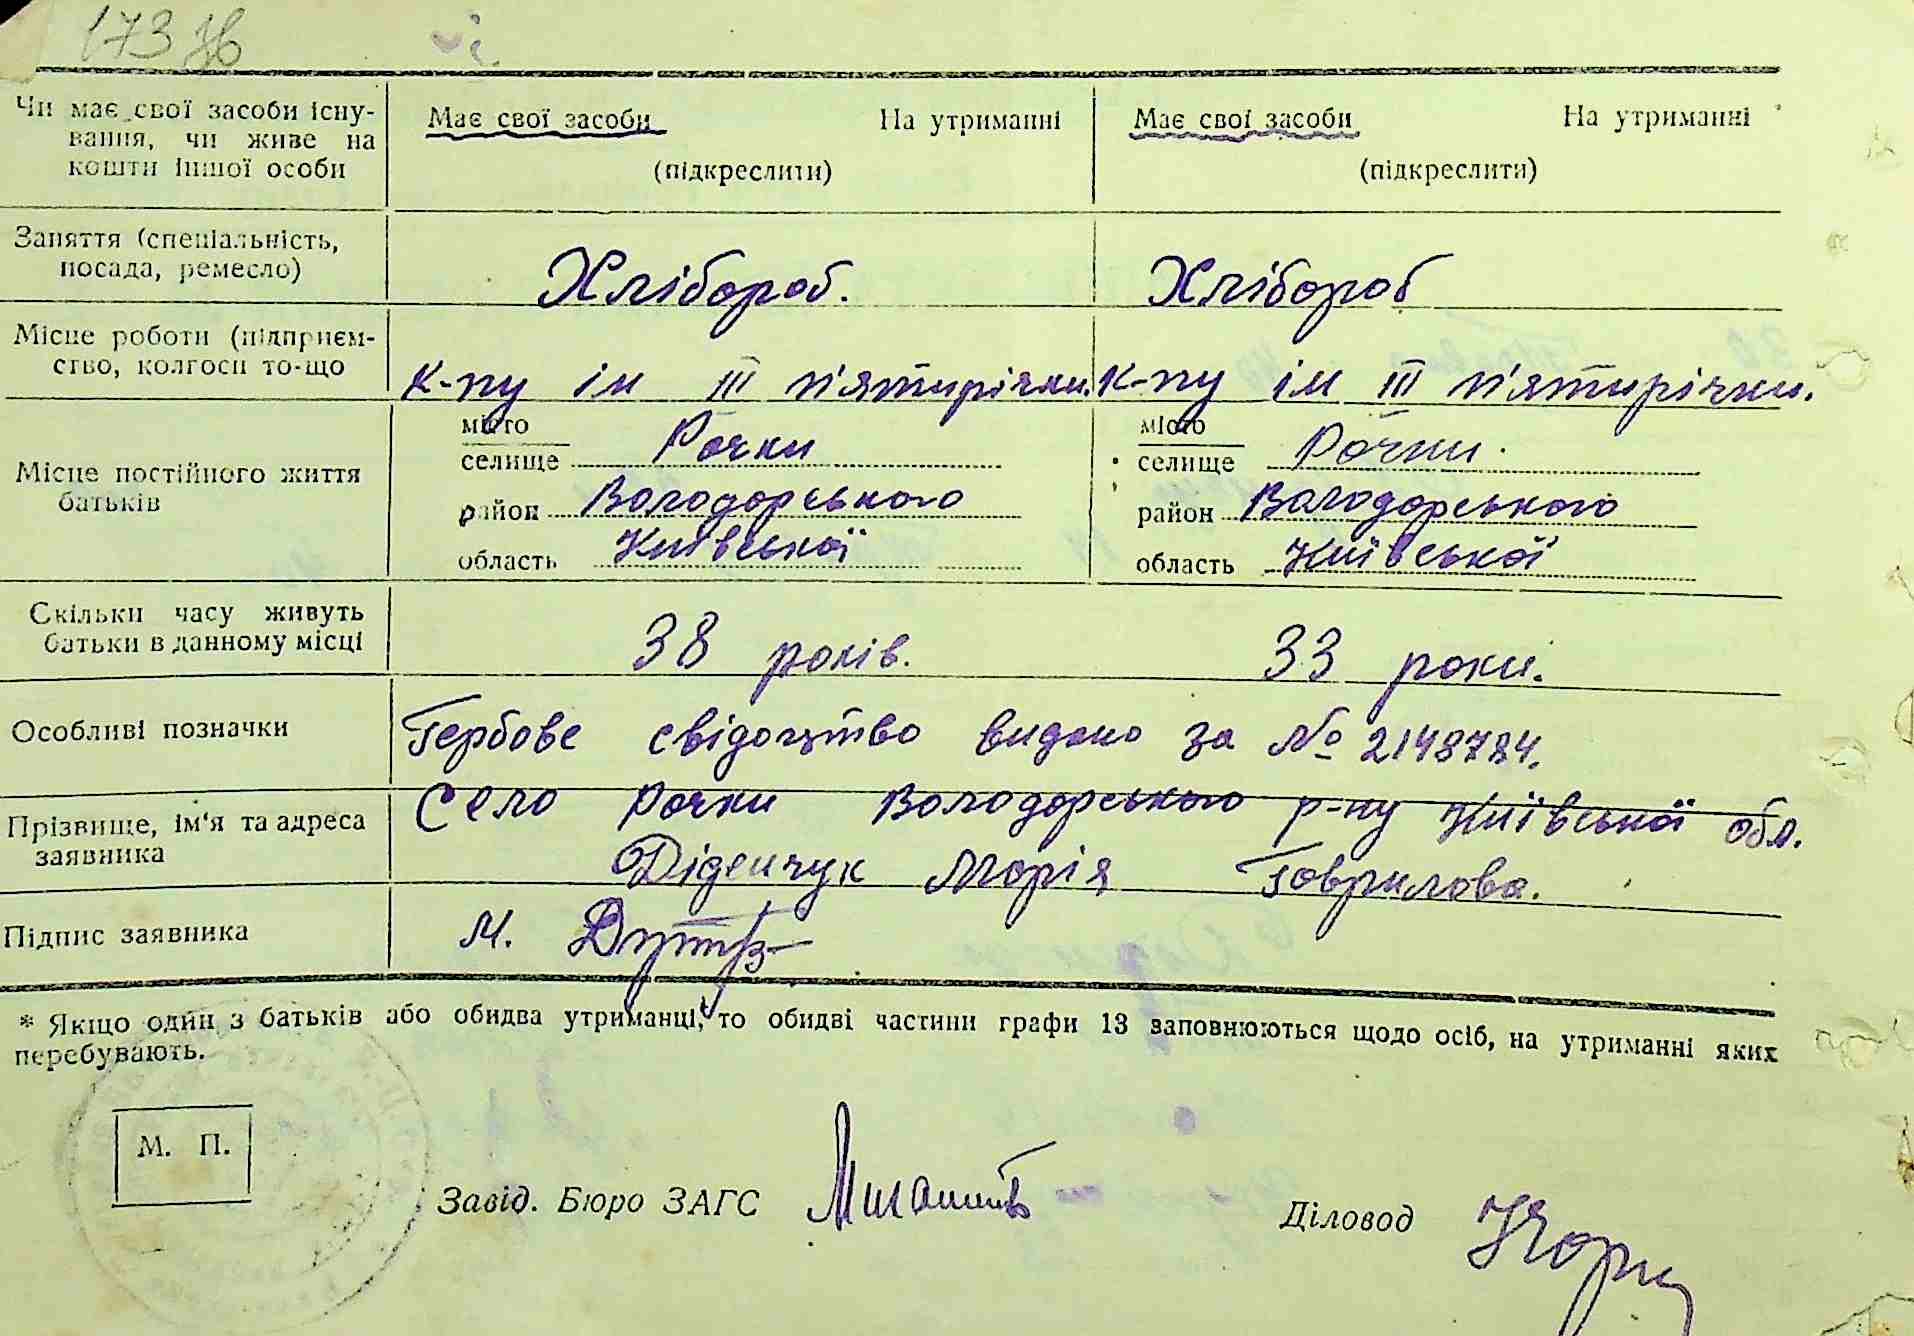 173
Чи має свої засоби існу-
вання, чи живе на
кошти іншої особи
Має свої засоби На утриманні
(підкреслити)
Має свої засоби На утриманні
(підкреслити)
Заняття (спеціальність,
посада, ремесло)
Хлібороб.
Хлібороб
Місце роботи (підприєм-
ство, колгосп то-що
К-пу ім III п'ятирічки.
К-пу ім III п'ятирічки.
Місце постійного життя
батьків
місто
селище Рочки
район Володорського
область Київської
місто
селище Рочки.
район Володорського
область Київської
Скільки часу живуть
батьки в данному місці
38 років.
33 роки.
Особливі позначки
Гербове свідоцтво видано за № 2148784.
Прізвище, ім'я та адреса
заявника
Село Рочки Володорського р-ну Київської обл.
Діденчук Марія Гаврилова.
Підпис заявника
М.
* Якщо один з батьків або обидва утриманці, то обидві частини графи 13 заповнюються щодо осіб, на утриманні яких
перебувають.
М. П.
Завід. Бюро ЗАГС
Діловод